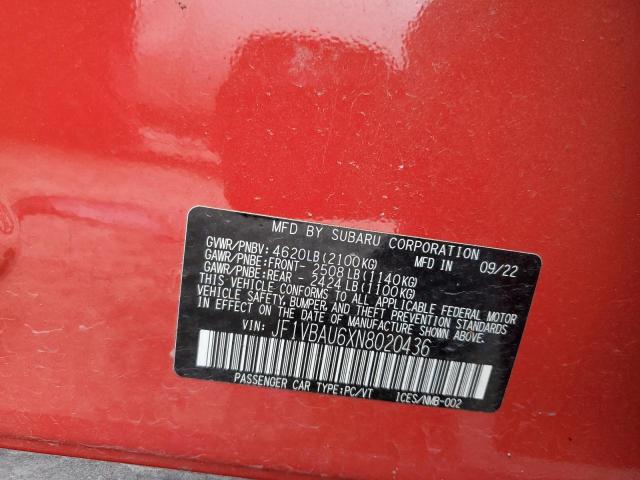 MFD BY SUBARU CORPORATION
GVWR/PNBV: 4620LB(2100KG) MFD IN 09/22
GAWR/PNBE:FRONT- 2508LB(1140KG)
GAWR/PNBE:REAR - 2424LB(1100KG)
THIS VEHICLE CONFORMS TO ALL APPLICABLE FEDERAL MOTOR
VEHICLE SAFETY, BUMPER, AND THEFT PREVENTION STANDARDS
IN EFFECT ON THE DATE OF MANUFACTURE SHOWN ABOVE.
VIN: JF1VBAU6XN8020436
PASSENGER CAR TYPE:PC/VT ICES/NMB-002